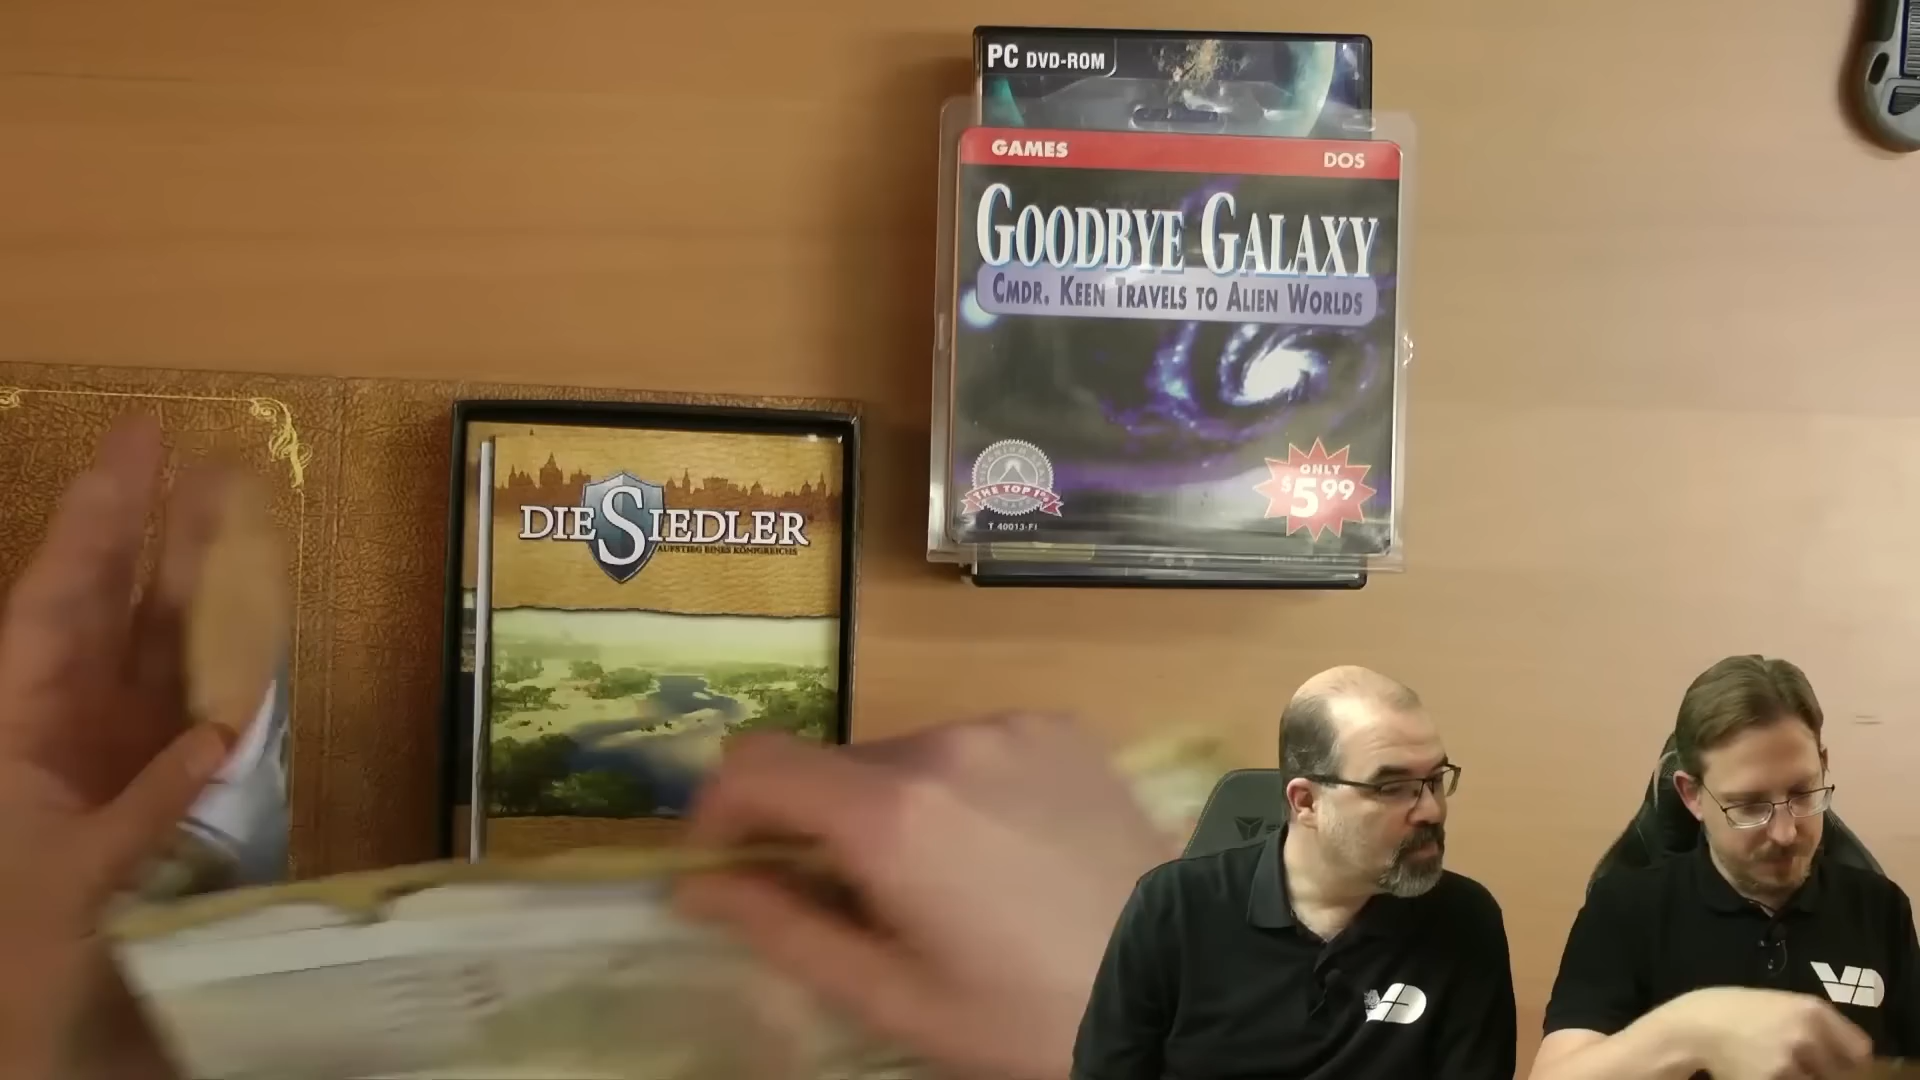 PC DVD-ROM
GAMES DOS
GOODBYE GALAXY
CMDR. KEEN TRAVELS TO ALIEN WORLDS
THE TOP 1%
ONLY
$5.99
T 40013-FI
DIE SIEDLER
AUFSTIEG EINES KÖNIGREICHS